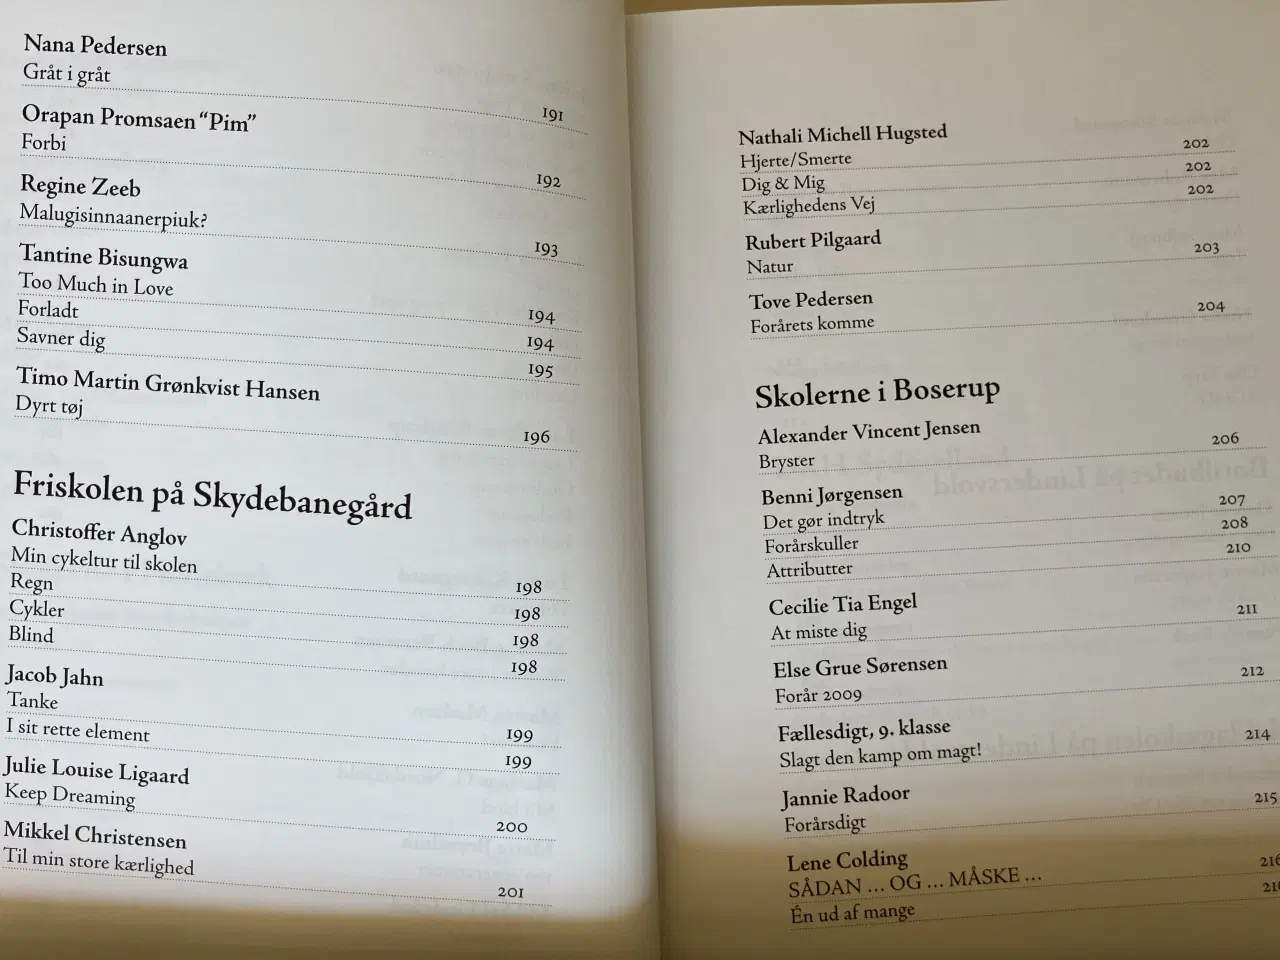 Nana Pedersen
Gråt i gråt 191
Orapan Promsaen “Pim”
Forbi 192
Regine Zeeb
Malugisinnaanerpiuk? 193
Tantine Bisungwa
Too Much in Love 194
Forladt 194
Savner dig 195
Timo Martin Grønkvist Hansen
Dyrt tøj 196
Friskolen på Skydebanegård
Christoffer Anglov
Min cykeltur til skolen 198
Regn 198
Cykler 198
Blind 198
Jacob Jahn
Tanke 199
I sit rette element 199
Julie Louise Ligaard
Keep Dreaming 200
Mikkel Christensen
Til min store kærlighed 201
Nathali Michell Hugsted
Hjerte/Smerte 202
Dig & Mig 202
Kærlighedens Vej 202
Rubert Pilgaard
Natur 203
Tove Pedersen
Forårets komme 204
Skolerne i Boserup
Alexander Vincent Jensen
Bryster 206
Benni Jørgensen
Det gør indtryk 207
Forårskuller 208
Attributter 210
Cecilie Tia Engel
At miste dig 211
Else Grue Sørensen
Forår 2009 212
Fællesdigt, 9. klasse
Slagt den kamp om magt! 214
Jannie Radoor
Forårsdigt 215
Lene Colding
SÅDAN ... OG ... MÅSKE ...
Én ud af mange